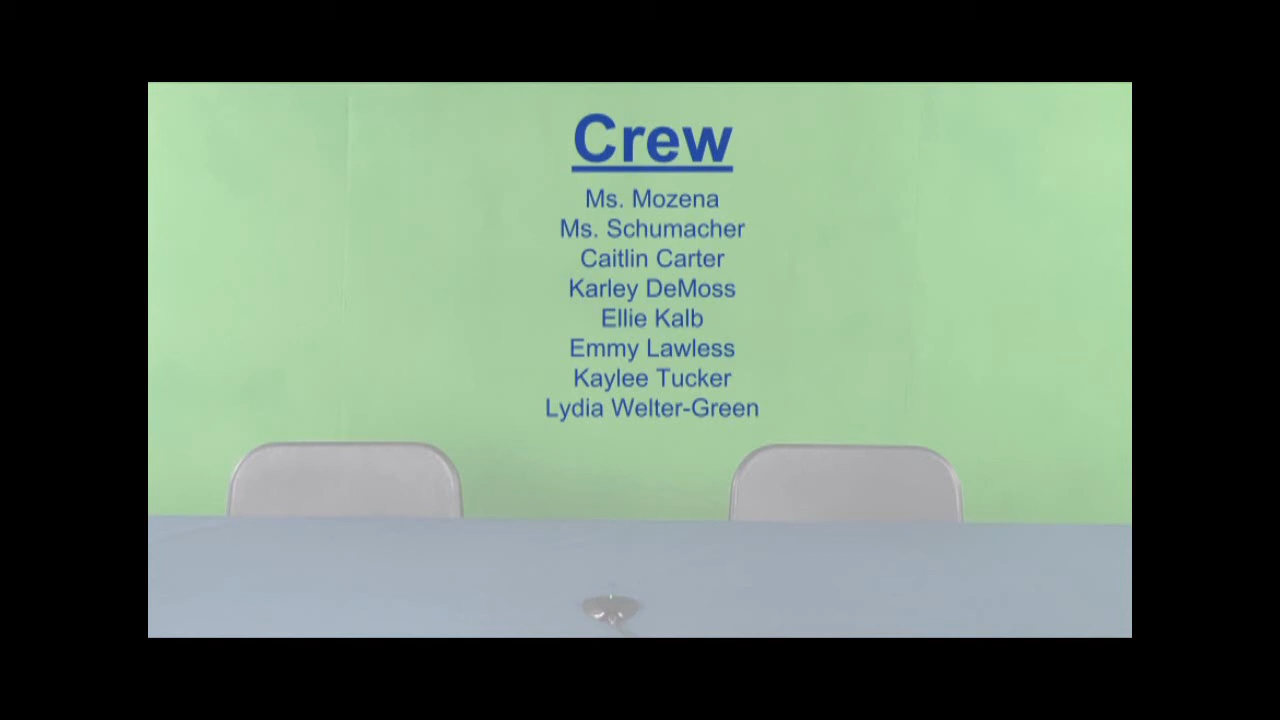 Crew
Ms. Mozena
Ms. Schumacher
Caitlin Carter
Karley DeMoss
Ellie Kalb
Emmy Lawless
Kaylee Tucker
Lydia Welter-Green